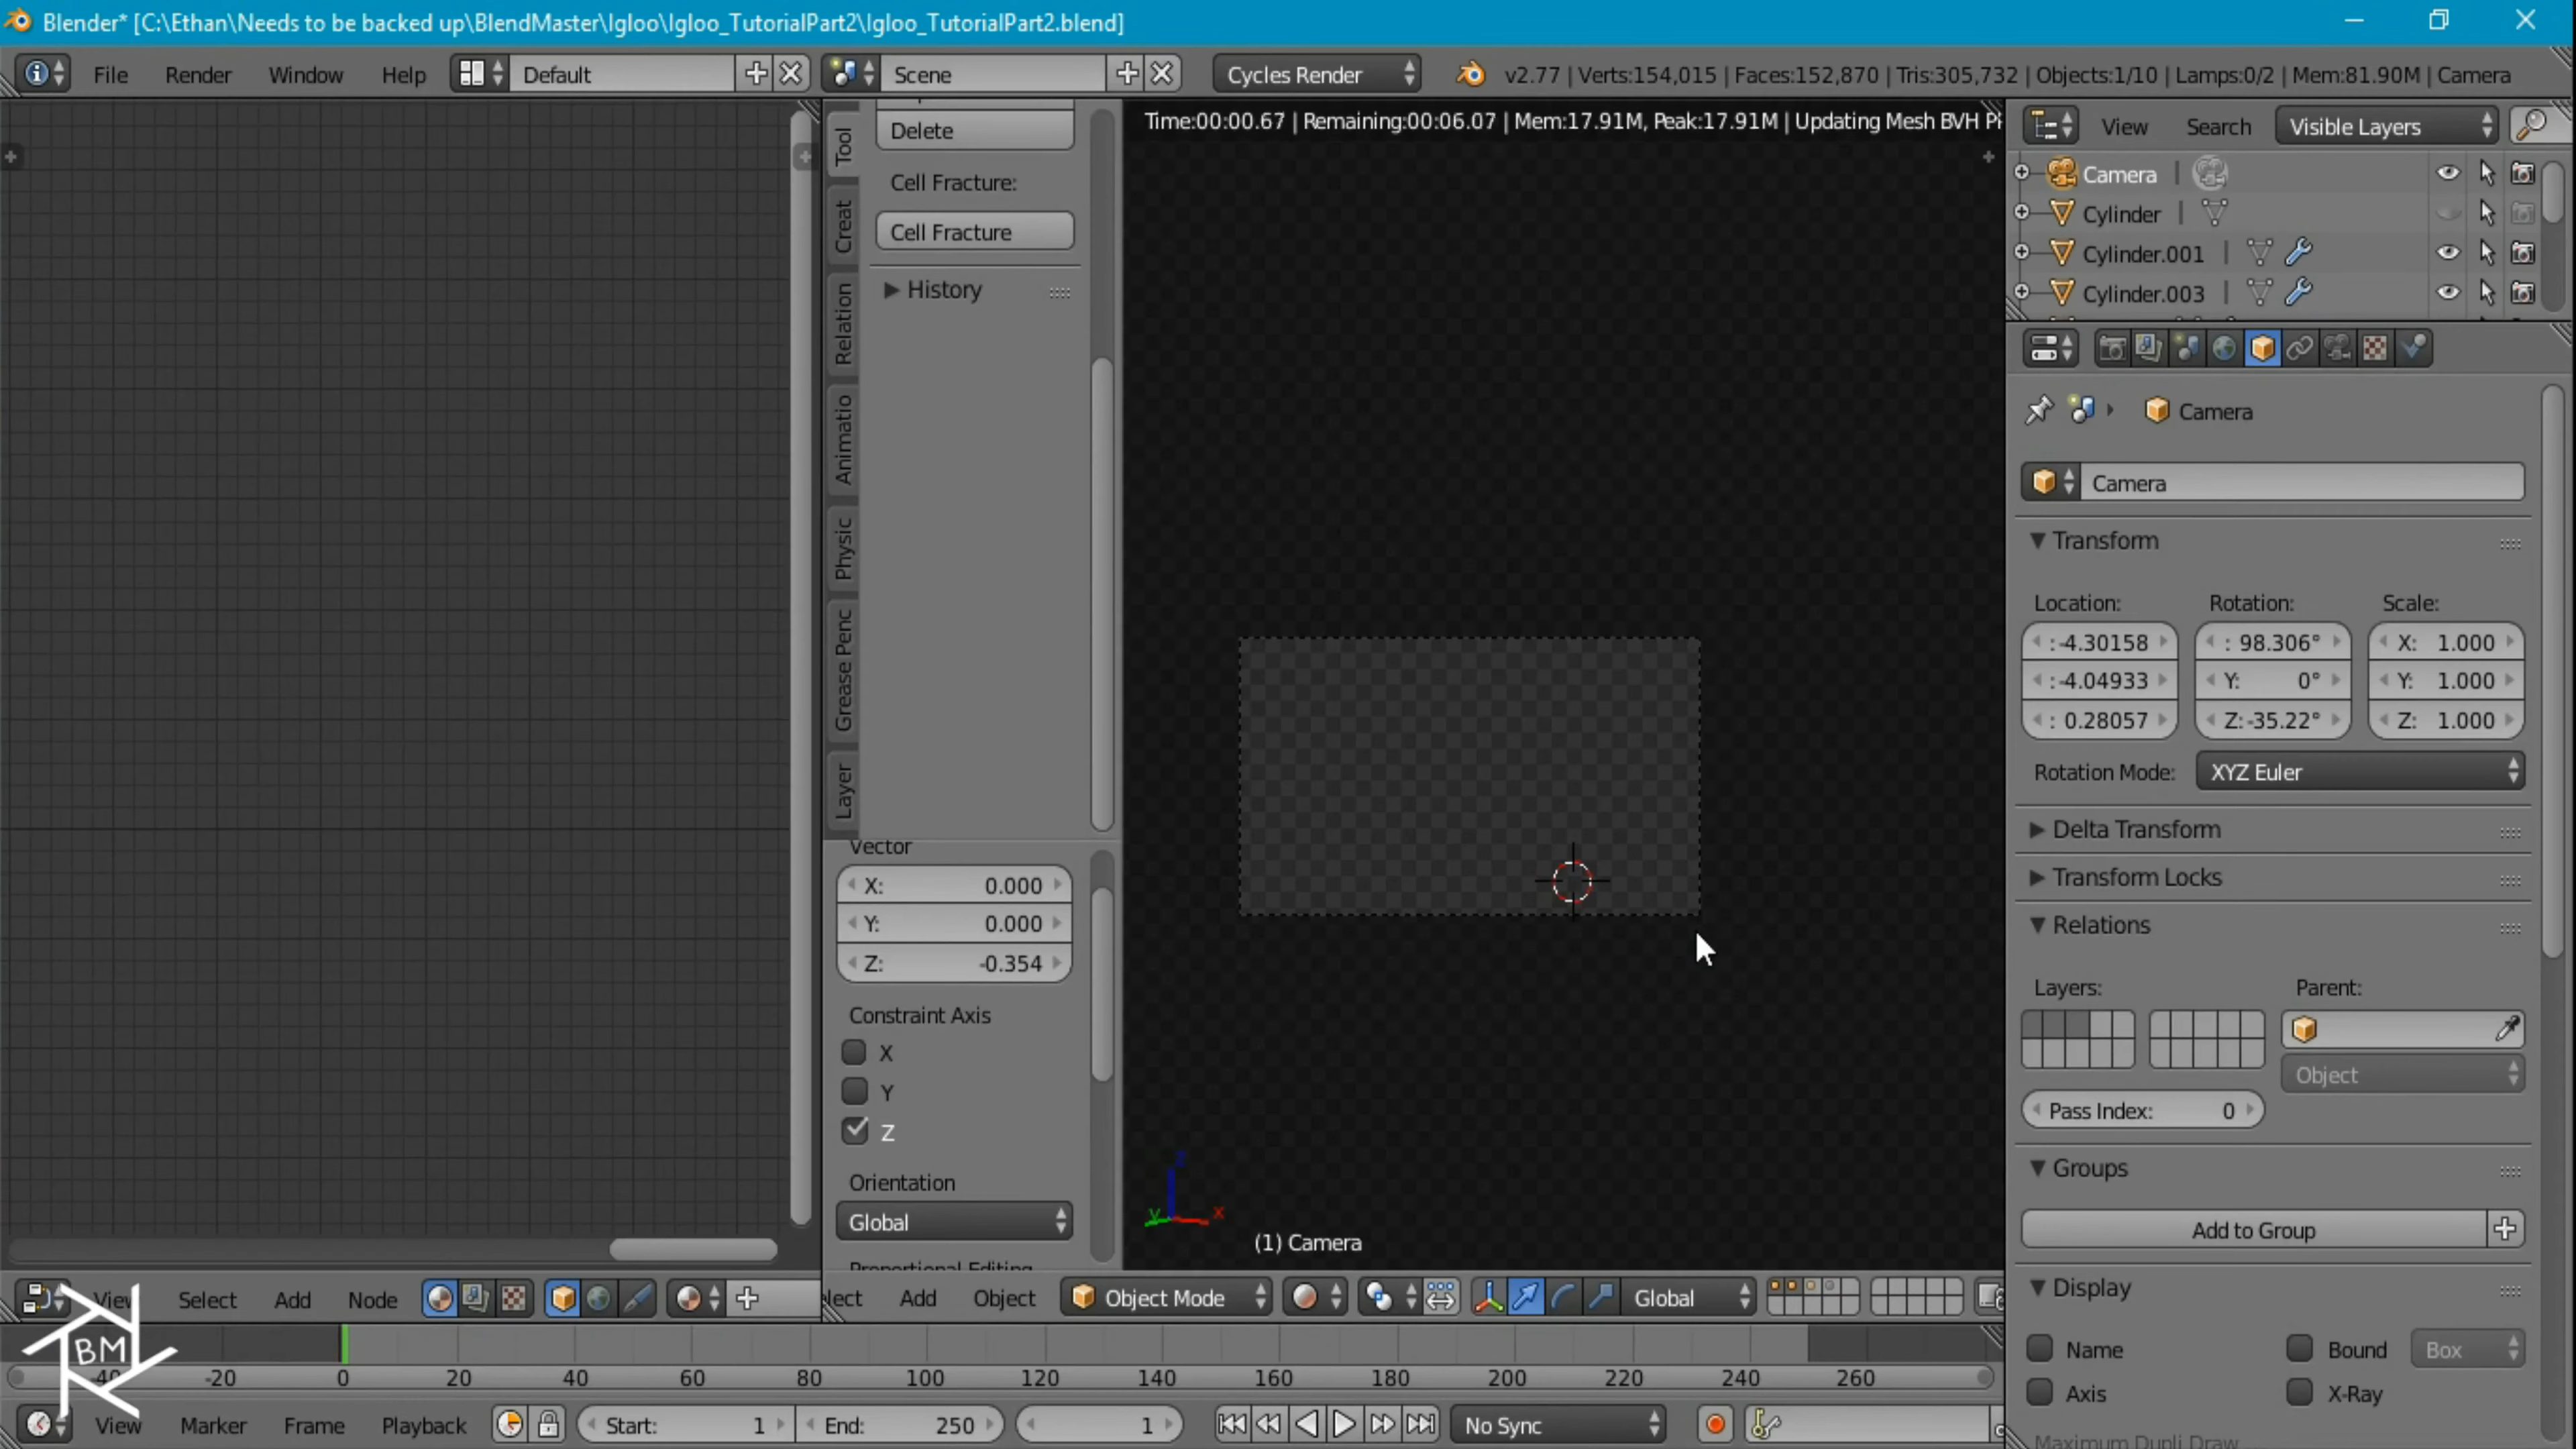 Blender* [C:\Ethan\Needs to be backed up\BlendMaster\Igloo\Igloo_TutorialPart2\Igloo_TutorialPart2.blend]
File Render Window Help Default Scene Cycles Render v2.77 | Verts:154,015 | Faces:152,870 | Tris:305,732 | Objects:1/10 | Lamps:0/2 | Mem:81.90M | Camera
Time:00:00.67 | Remaining:00:06.07 | Mem:17.91M, Peak:17.91M | Updating Mesh BVH
Tool
Creat
Relation
Animatio
Physic
Grease Penc
Layer
Delete
Cell Fracture:
Cell Fracture
History
Vector
X: 0.000
Y: 0.000
Z: -0.354
Constraint Axis
X
Y
Z
Orientation
Global
Proportional Editing
(1) Camera
View Search Visible Layers
Camera
Cylinder
Cylinder.001
Cylinder.003
Camera
Camera
Transform
Location: Rotation: Scale:
:-4.30158 : 98.306° X: 1.000
:-4.04933 Y: 0° Y: 1.000
: 0.28057 Z:-35.22° Z: 1.000
Rotation Mode: XYZ Euler
Delta Transform
Transform Locks
Relations
Layers: Parent:
Object
Pass Index: 0
Groups
Add to Group
Display
Name Bound Box
Axis X-Ray
Maximum Dupli Draw
View Select Add Node
lect Add Object Object Mode Global
BM
-40 -20 0 20 40 60 80 100 120 140 160 180 200 220 240 260
View Marker Frame Playback Start: 1 End: 250 1 No Sync